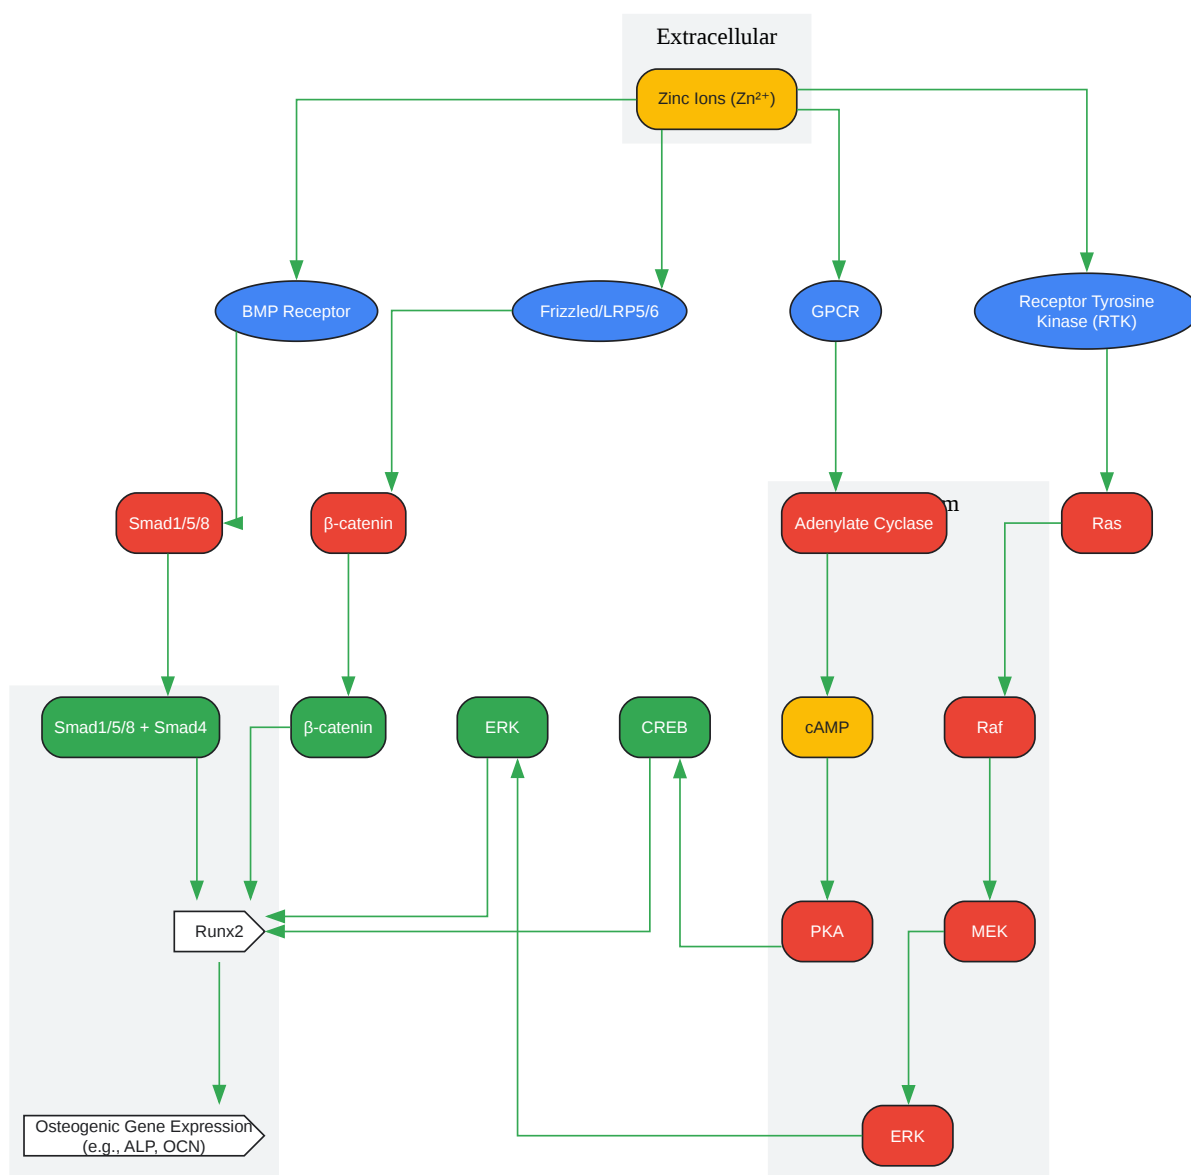 Extracellular
Zinc Ions (Zn²⁺)
BMP Receptor
Frizzled/LRP5/6
GPCR
Receptor Tyrosine
Kinase (RTK)
Smad1/5/8
β-catenin
Adenylate Cyclase
Ras
Smad1/5/8 + Smad4
β-catenin
ERK
CREB
cAMP
Raf
Runx2
PKA
MEK
Osteogenic Gene Expression
(e.g., ALP, OCN)
ERK